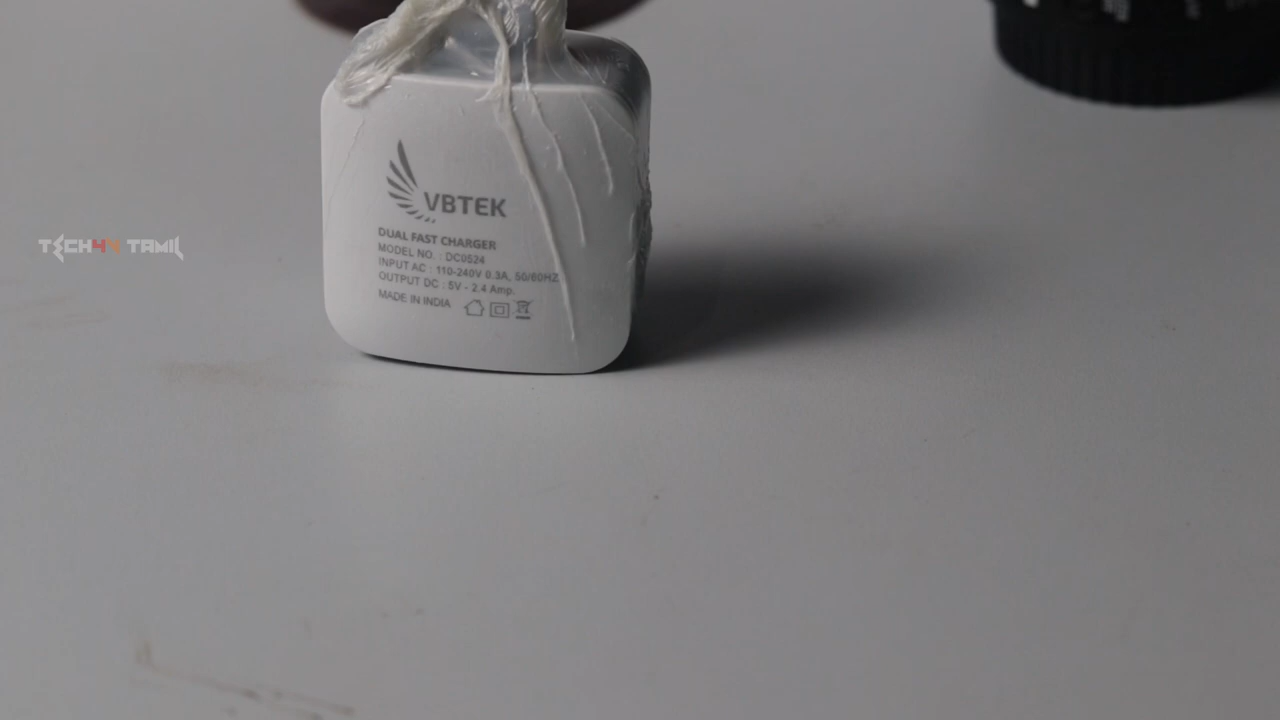 VBTEK
DUAL FAST CHARGER
MODEL NO. : DC0524
INPUT AC : 110-240V 0.3A, 50/60HZ
OUTPUT DC : 5V - 2.4 Amp.
MADE IN INDIA
TECH4U TAMIL